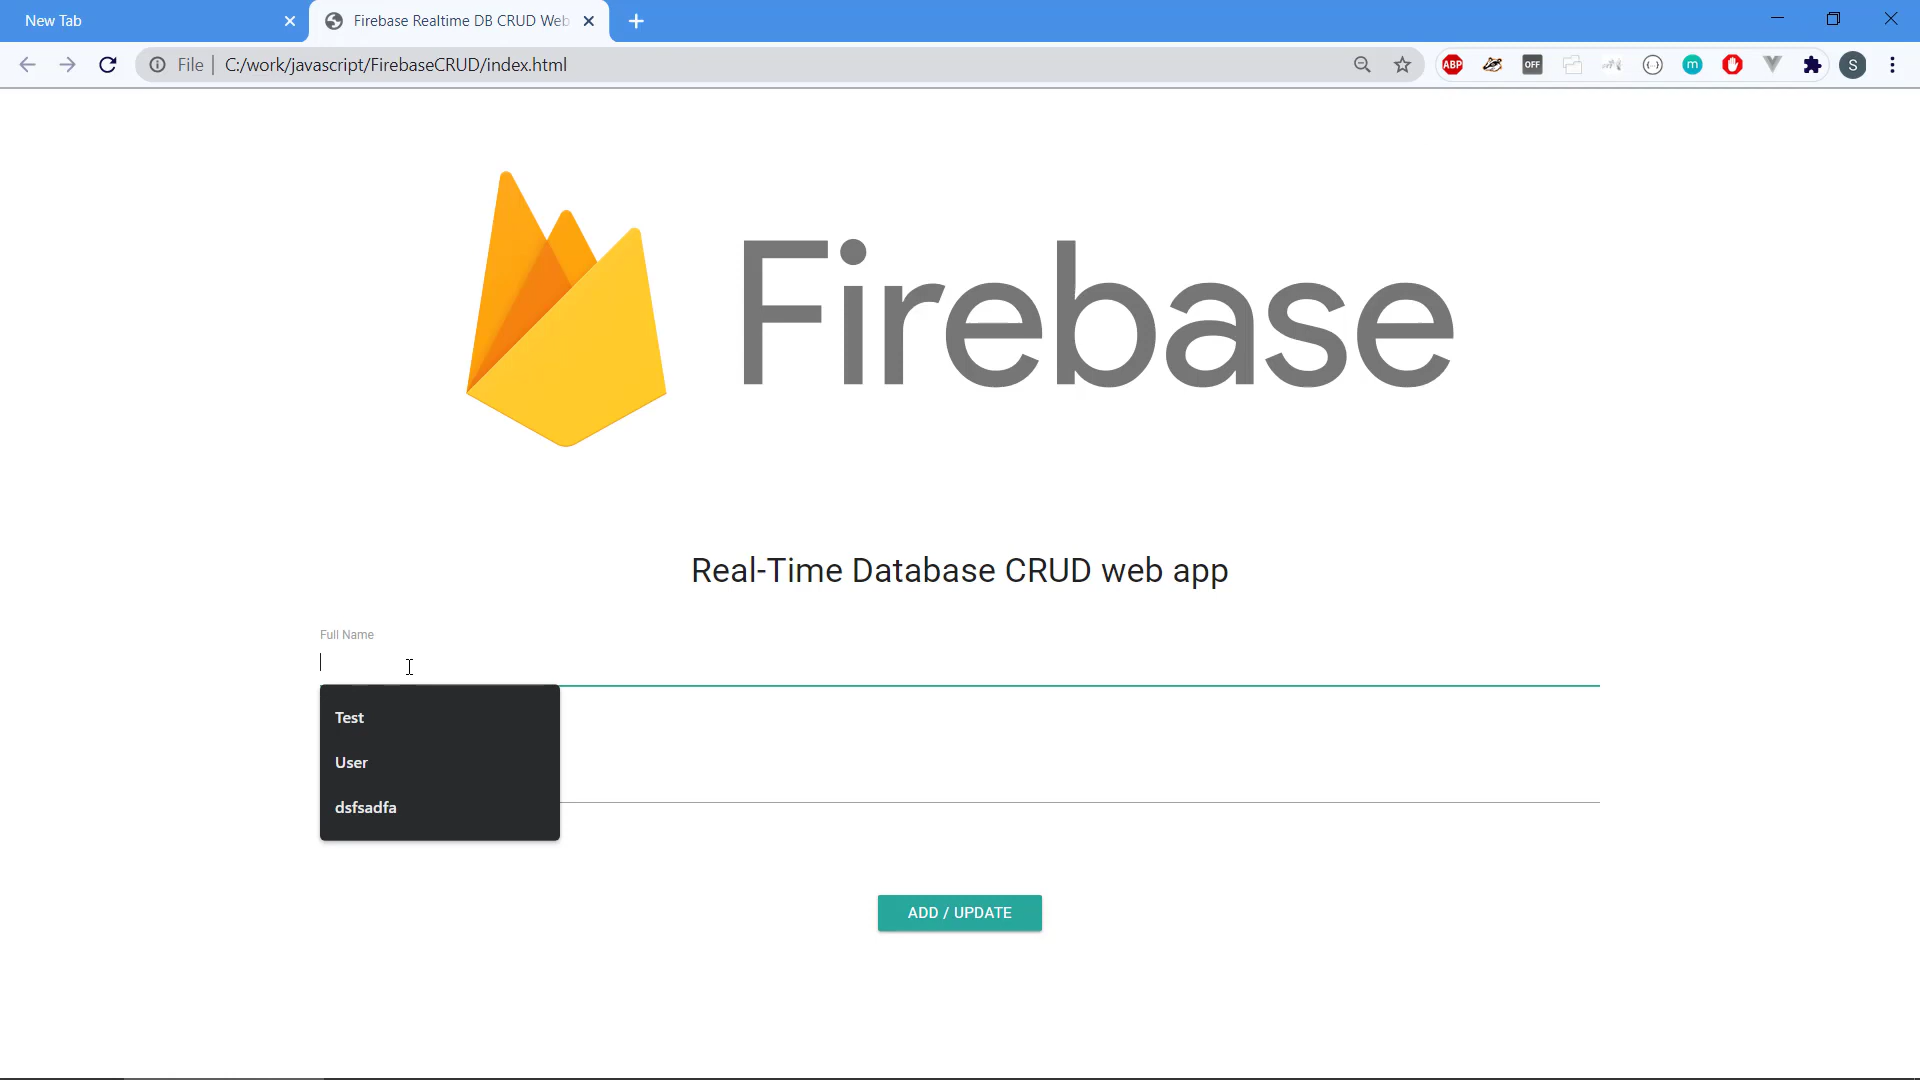 New Tab
Firebase Realtime DB CRUD Web
File
C:/work/javascript/FirebaseCRUD/index.html
ABP
OFF
m
S
Firebase
Real-Time Database CRUD web app
Full Name
Test
User
dsfsadfa
ADD / UPDATE